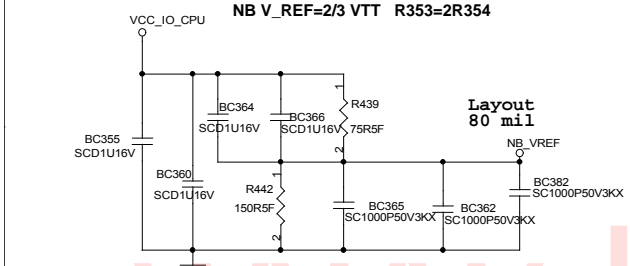 NB V_REF=2/3 VTT R353=2R354
VCC_IO_CPU
BC364
SCD1U16V
BC366
SCD1U16V
R439
75R5F
1
2
Layout
80 mil
NB_VREF
BC355
SCD1U16V
BC360
SCD1U16V
R442
150R5F
1
2
BC365
SC1000P50V3KX
BC362
SC1000P50V3KX
BC382
SC1000P50V3KX